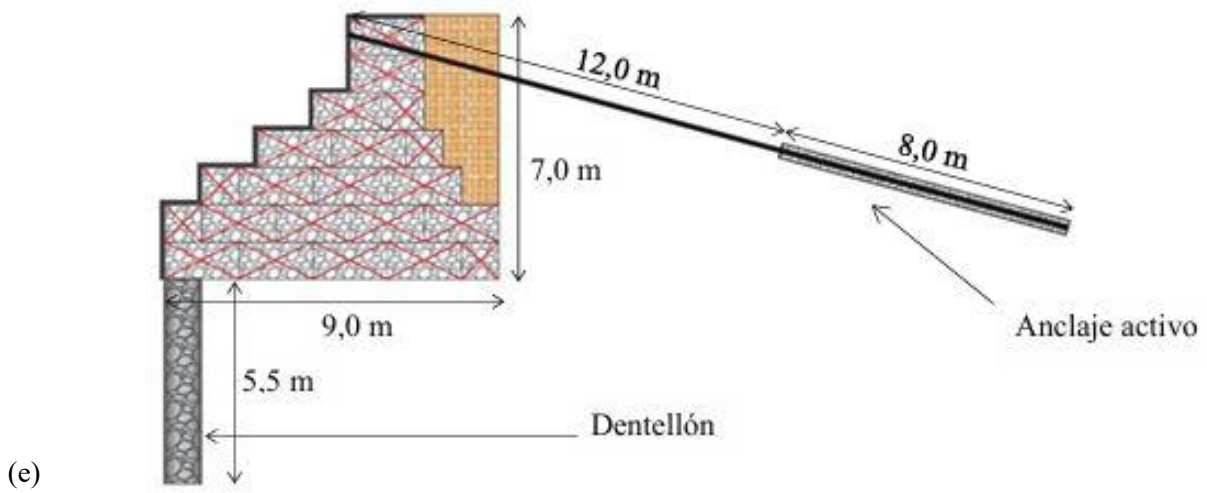 12,0 m
8,0 m
7,0 m
9,0 m
Anclaje activo
5,5 m
Dentellón
(e)